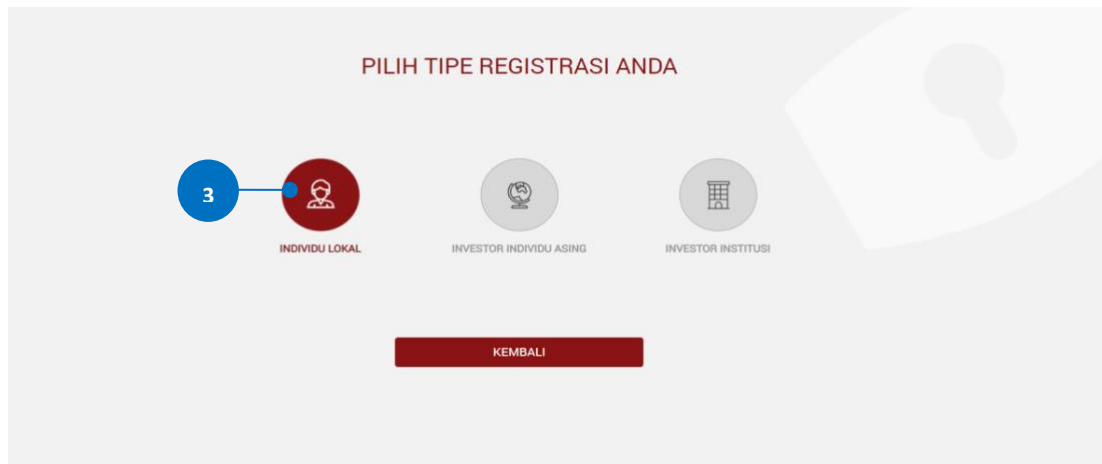 PILIH TIPE REGISTRASI ANDA
3
INDIVIDU LOKAL
INVESTOR INDIVIDU ASING
INVESTOR INSTITUSI
KEMBALI